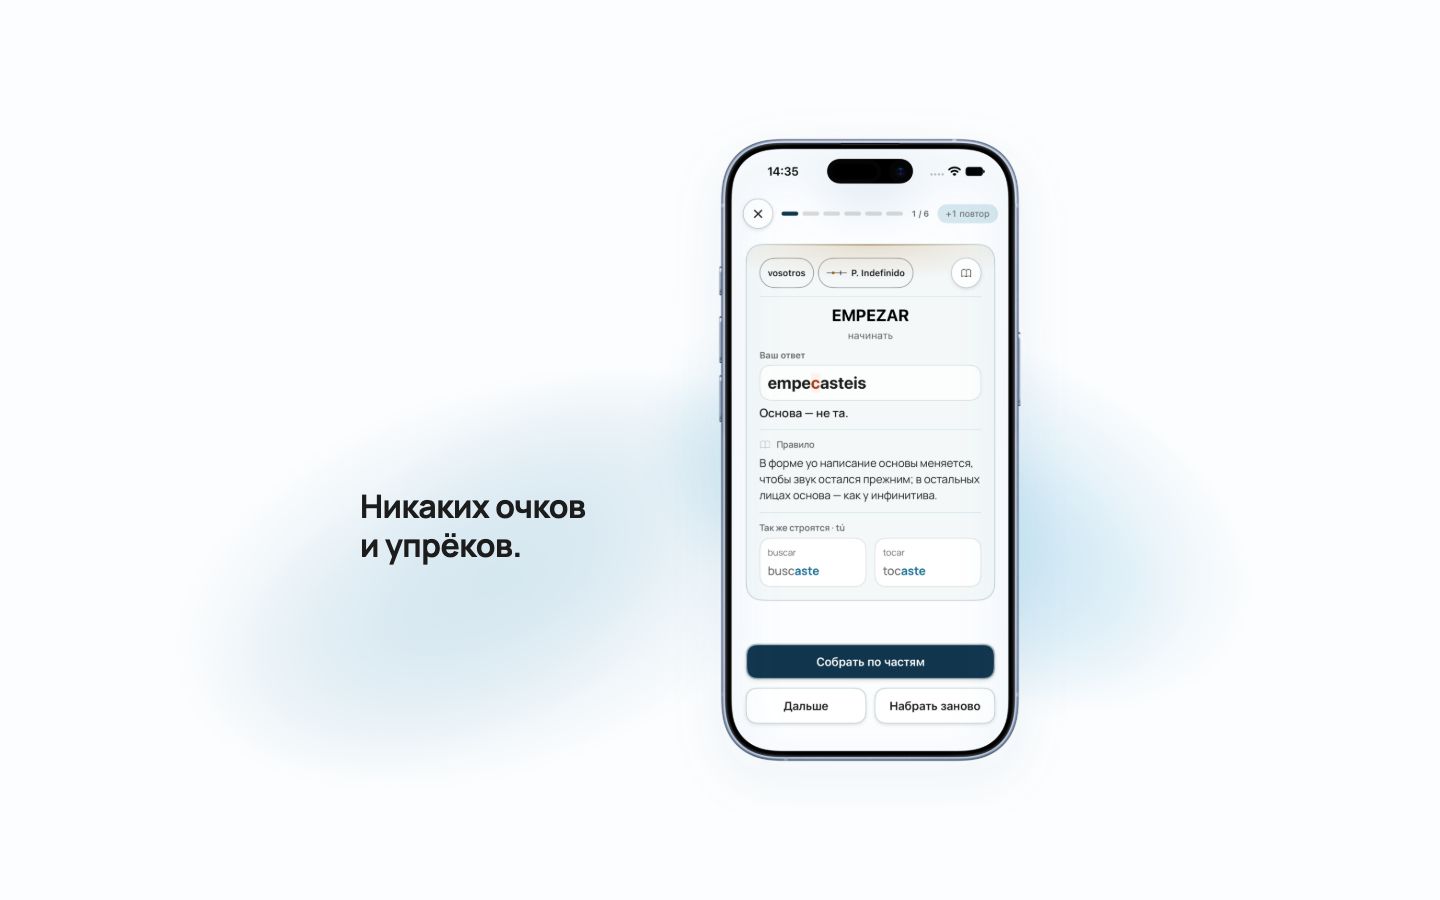 Никаких очков
и упрёков.
14:35
1 / 6
+1 повтор
vosotros
P. Indefinido
EMPEZAR
начинать
Ваш ответ
empecasteis
Основа — не та.
Правило
В форме yo написание основы меняется,
чтобы звук остался прежним; в остальных
лицах основа — как у инфинитива.
Так же строятся · tú
buscar
buscaste
tocar
tocaste
Собрать по частям
Дальше
Набрать заново